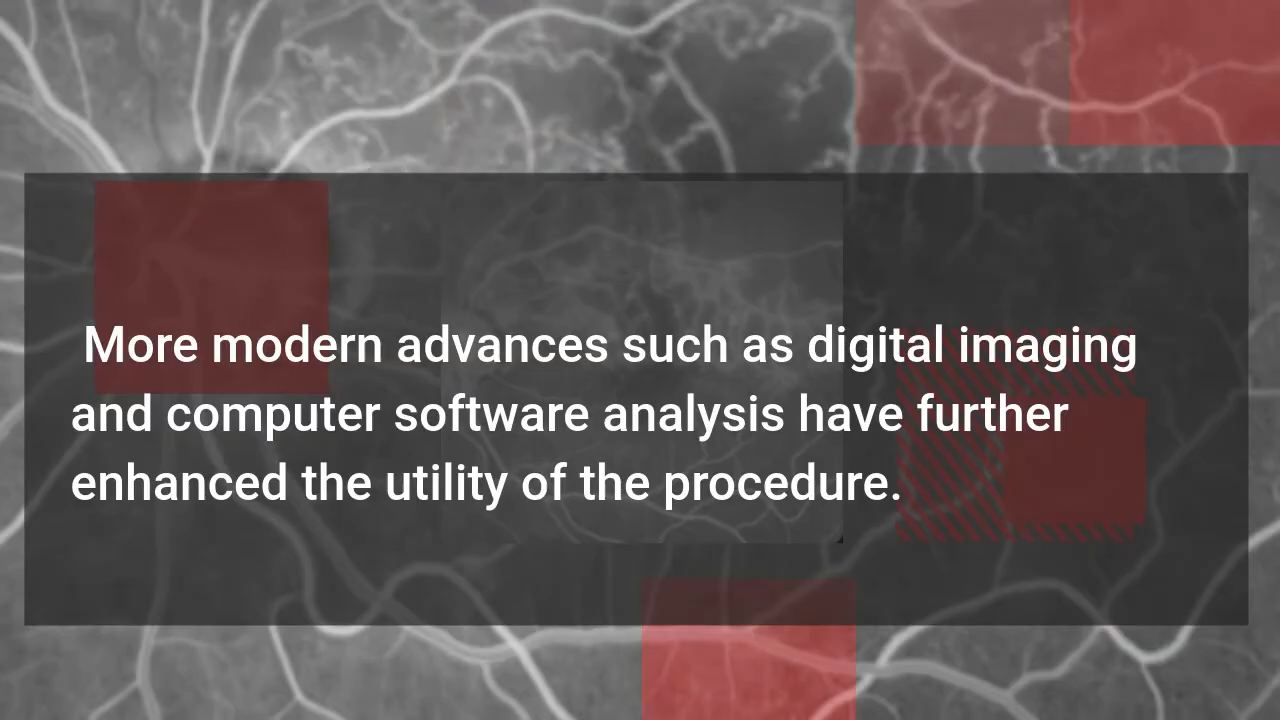 More modern advances such as digital imaging
and computer software analysis have further
enhanced the utility of the procedure.